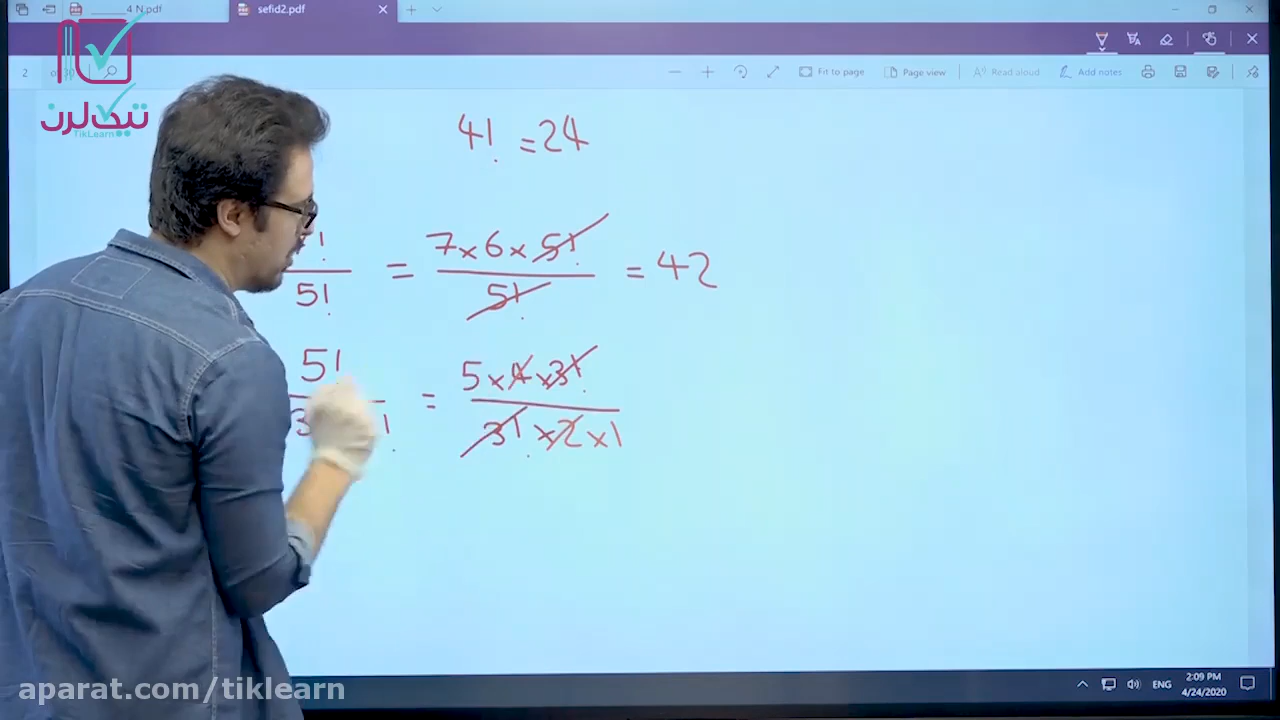 4 N.pdf
sefid2.pdf
2
Fit to page
Page view
Read aloud
Add notes
تیک‌لرن
TikLearn
4! = 24
5! = 7×6×5! / 5! = 42
5! = 5×4×3! / 3!×2×1
aparat.com/tiklearn
ENG
2:09 PM
4/24/2020